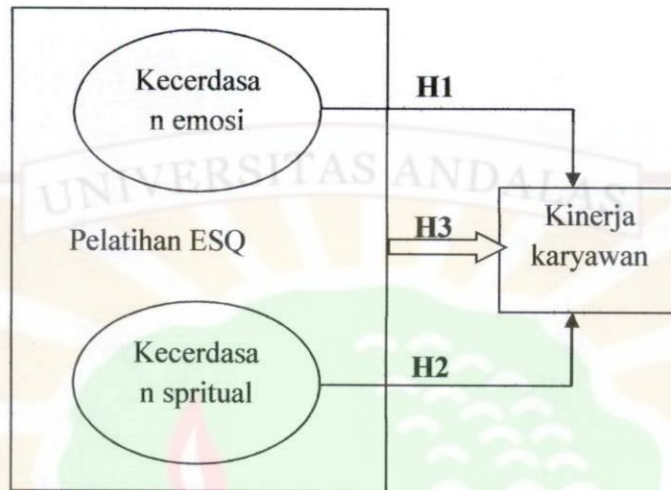 Kecerdasa
n emosi
H1
UNIVERSITAS ANDALAS
Pelatihan ESQ
H3
Kinerja
karyawan
Kecerdasa
n spritual
H2